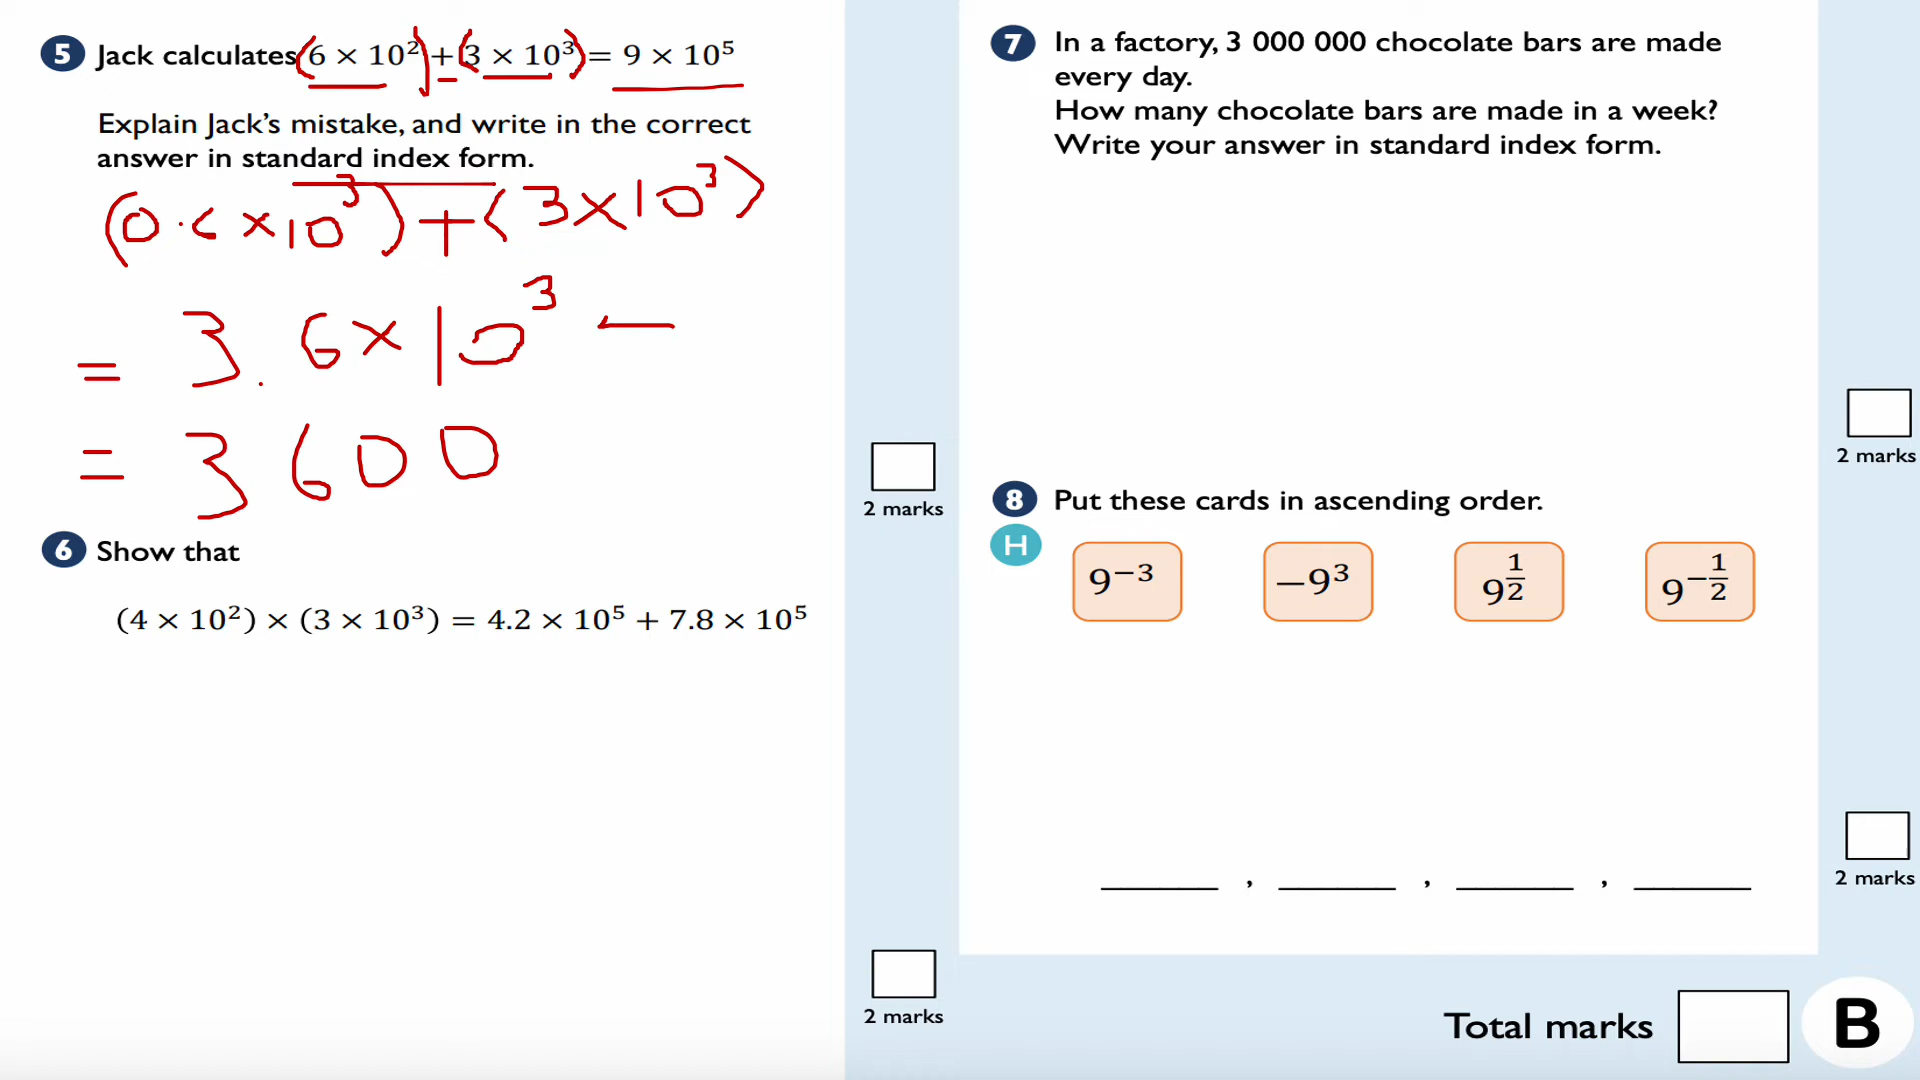 5 Jack calculates (6 × 10²) + (3 × 10³) = 9 × 10⁵
Explain Jack's mistake, and write in the correct
answer in standard index form.
(0.6 × 10³) + (3 × 10³)
= 3.6 × 10³ ←
= 3600
2 marks
6 Show that
(4 × 10²) × (3 × 10³) = 4.2 × 10⁵ + 7.8 × 10⁵
2 marks
7 In a factory, 3 000 000 chocolate bars are made
every day.
How many chocolate bars are made in a week?
Write your answer in standard index form.
2 marks
8 Put these cards in ascending order.
H
9⁻³ −9³ 9^(1/2) 9^(−1/2)
______ , ______ , ______ , ______
2 marks
Total marks
B